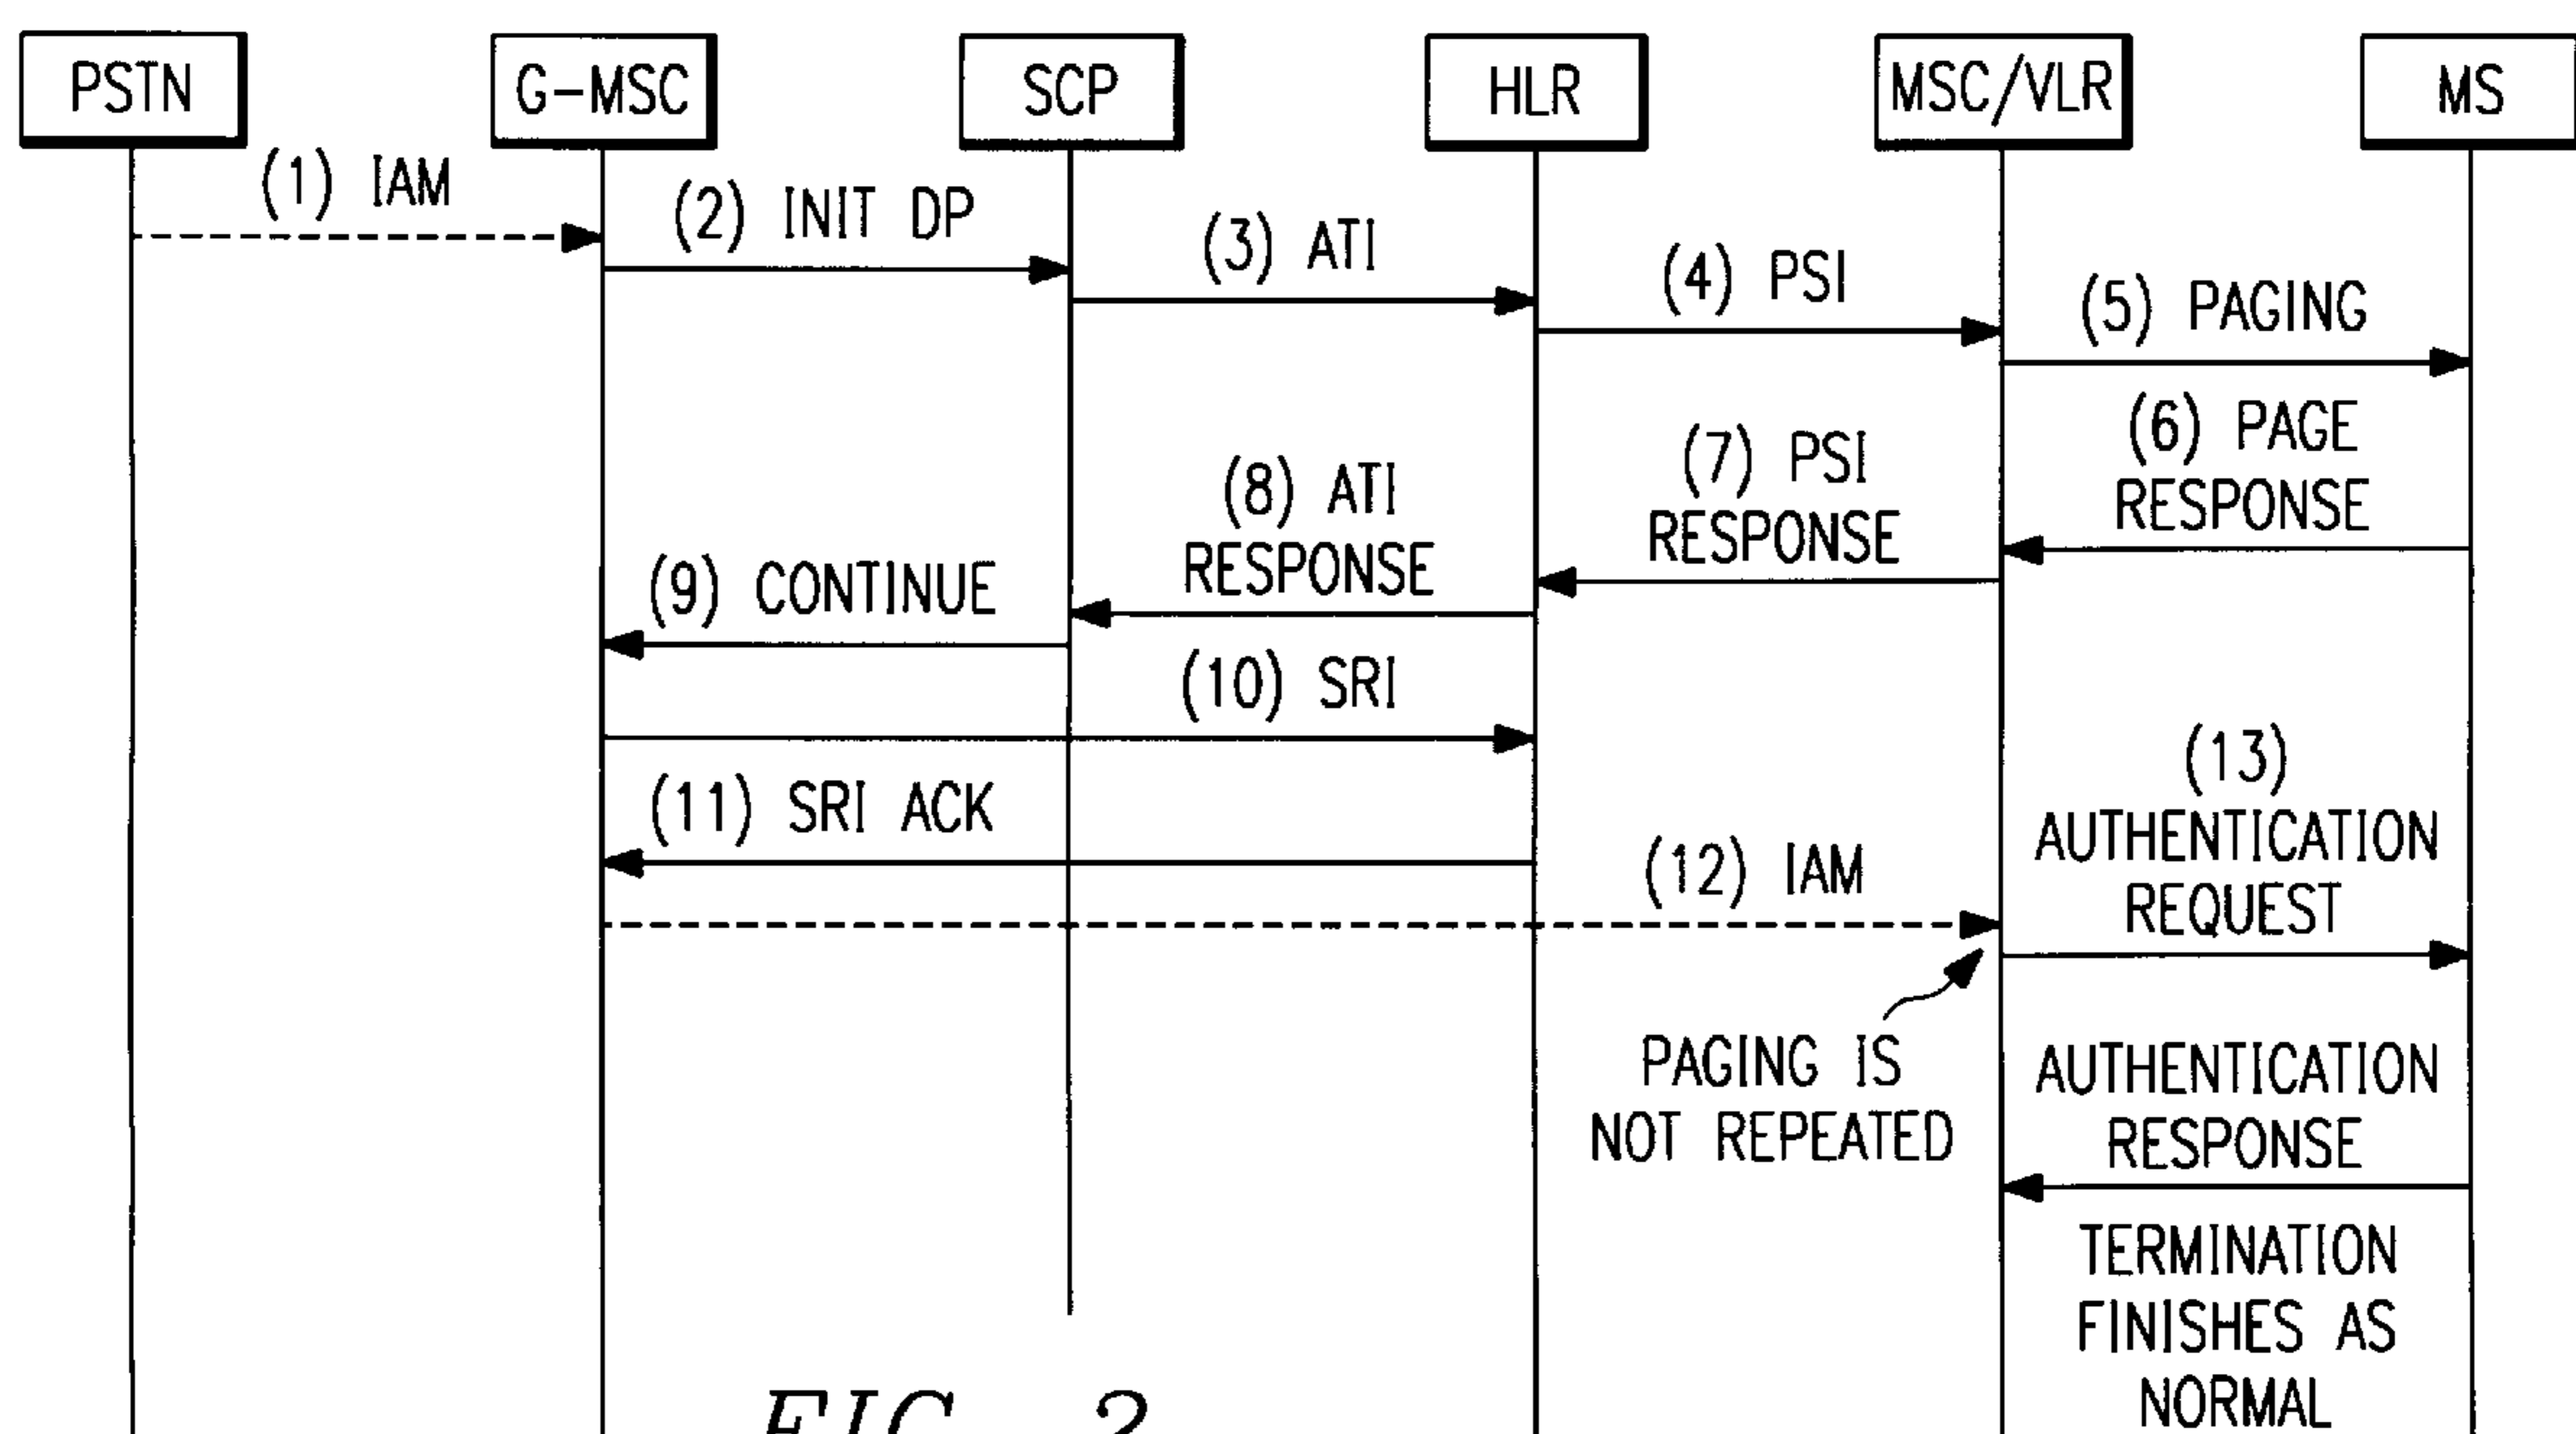 PSTN
G-MSC
SCP
HLR
MSC/VLR
MS
(1) IAM
(2) INIT DP
(3) ATI
(4) PSI
(5) PAGING
(6) PAGE
RESPONSE
(7) PSI
RESPONSE
(8) ATI
RESPONSE
(9) CONTINUE
(10) SRI
(11) SRI ACK
(12) IAM
(13)
AUTHENTICATION
REQUEST
PAGING IS
NOT REPEATED
AUTHENTICATION
RESPONSE
TERMINATION
FINISHES AS
NORMAL
FIG. 2